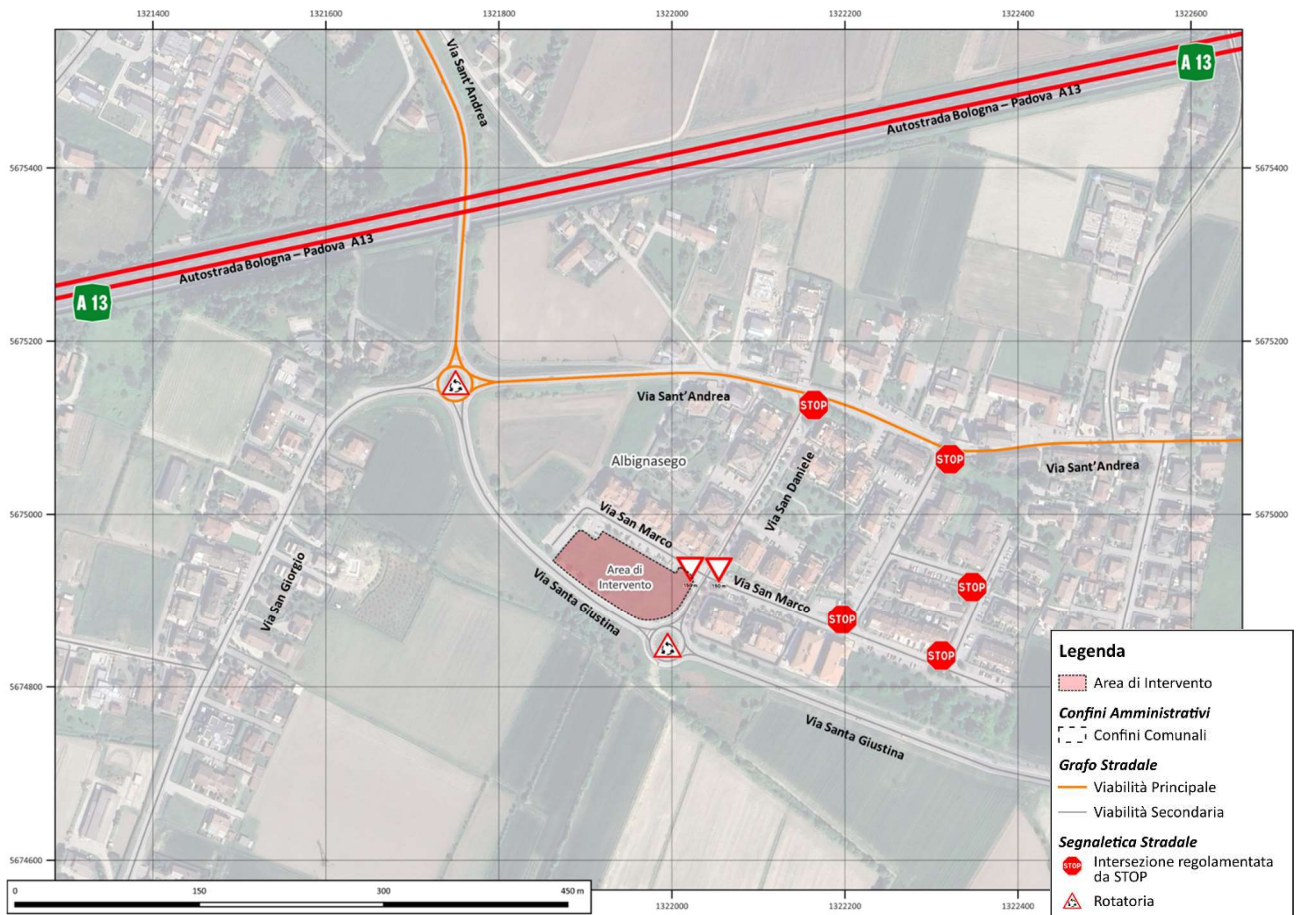 1321400
1321600
1321800
1322000
1322200
1322400
1322600
Via Sant'Andrea
A 13
Autostrada Bologna – Padova A13
5675400
5675400
Autostrada Bologna – Padova A13
A 13
5675200
5675200
Via Sant'Andrea
STOP
STOP
Via Sant'Andrea
Albignasego
Via San Daniele
5675000
5675000
Via San Marco
Area di
Intervento
Via San Marco
STOP
STOP
STOP
Via San Giorgio
Via Santa Giustina
Via Santa Giustina
5674800
5674600
Legenda
Area di Intervento
Confini Amministrativi
Confini Comunali
Grafo Stradale
Viabilità Principale
Viabilità Secondaria
Segnaletica Stradale
STOP
Intersezione regolamentata
da STOP
Rotatoria
0
150
300
450 m
1322000
1322200
1322400